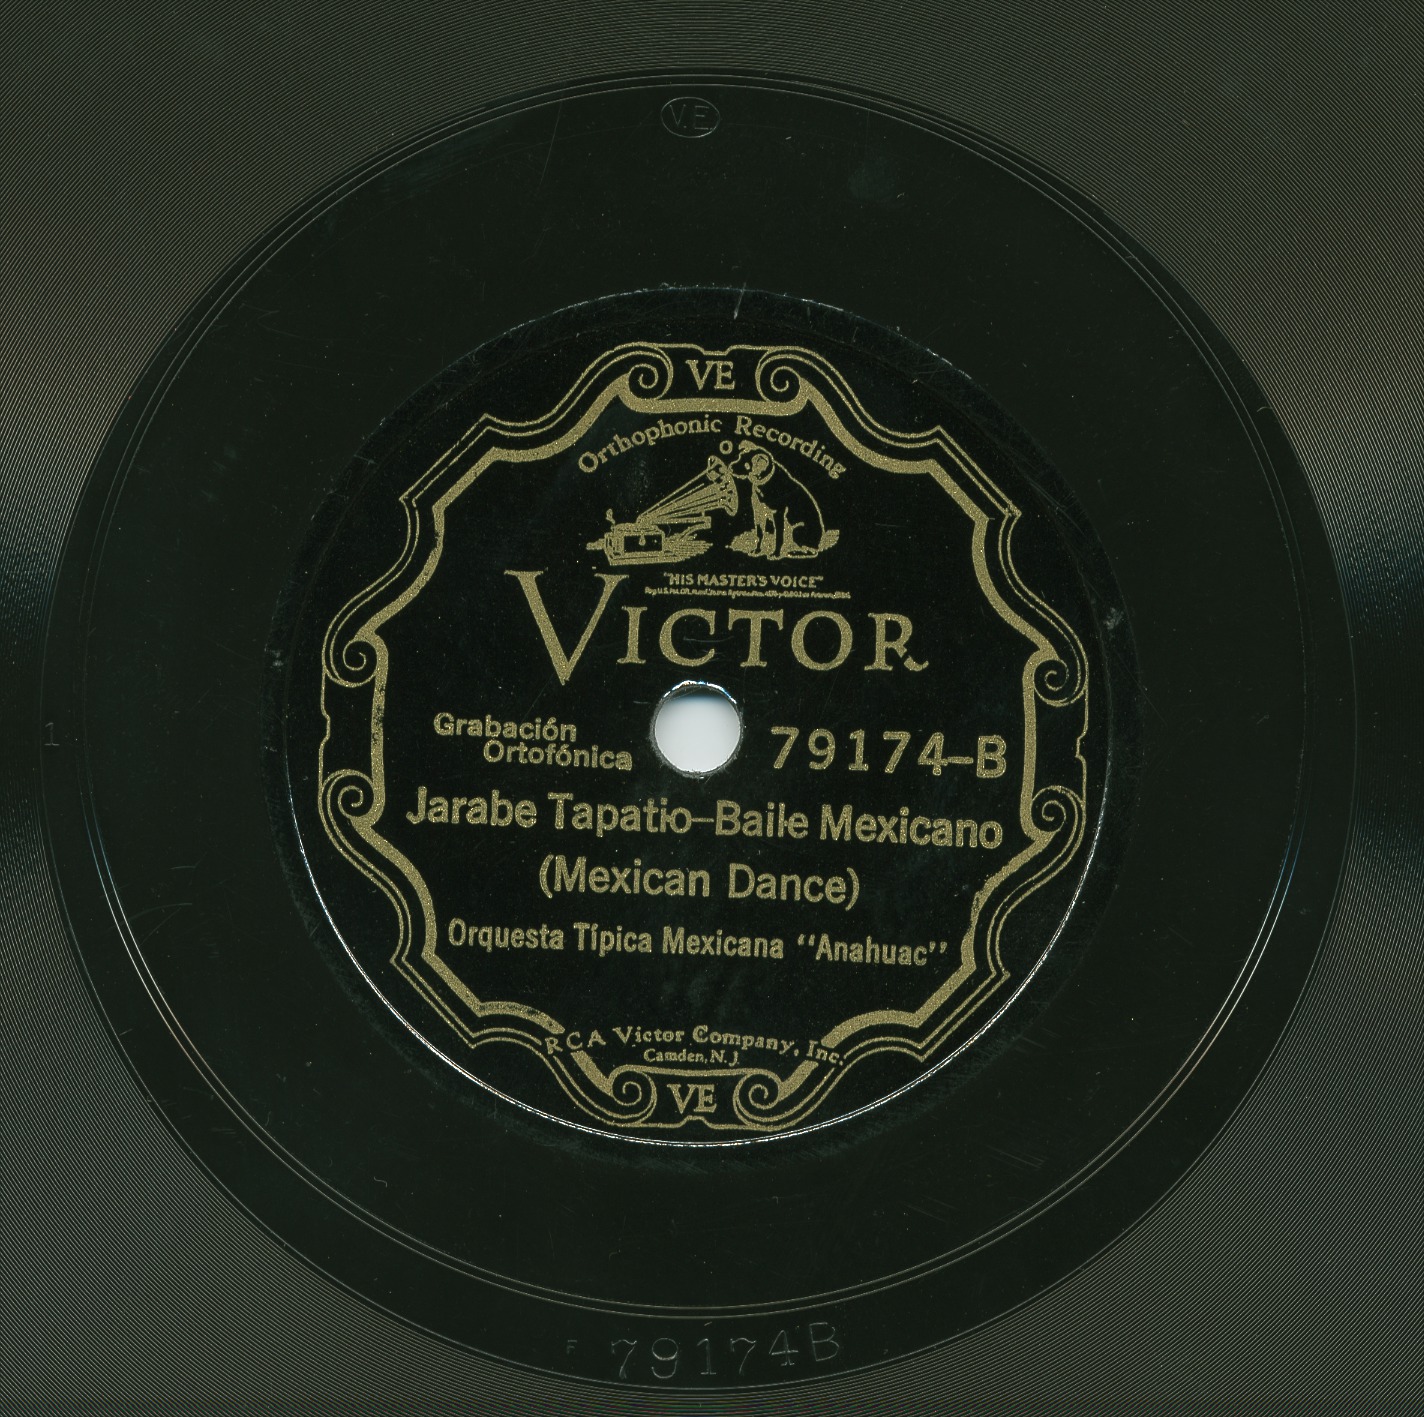 V.E.
VE
Orthophonic Recording
"HIS MASTER'S VOICE"
VICTOR
Grabación
Ortofónica
79174-B
Jarabe Tapatio-Baile Mexicano
(Mexican Dance)
Orquesta Típica Mexicana "Anahuac"
RCA Victor Company, Inc.
Camden, N. J.
VE
1
F 79174B